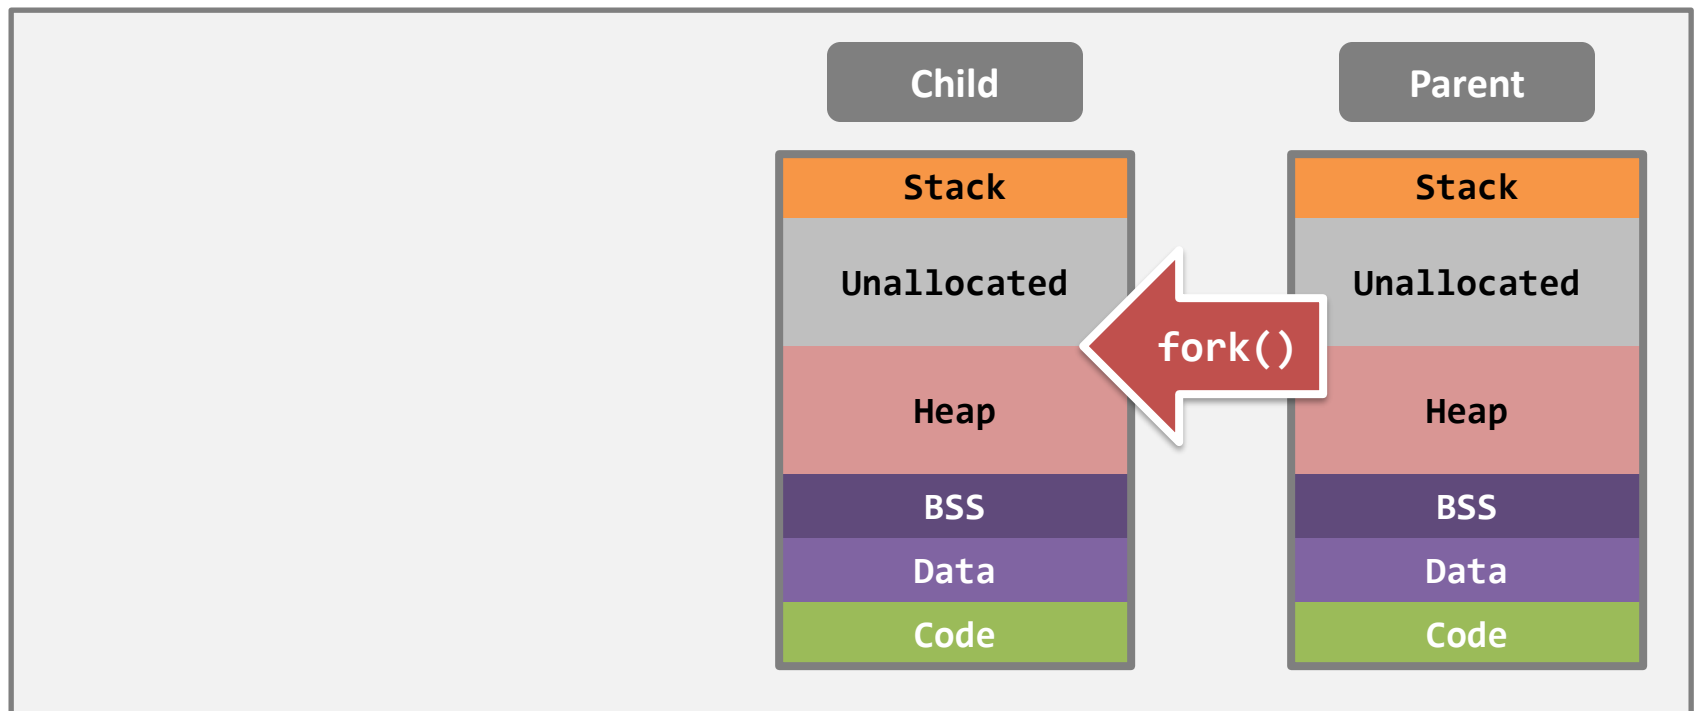 Child
Parent
Stack
Stack
Unallocated
Unallocated
fork()
Heap
Heap
BSS
BSS
Data
Data
Code
Code